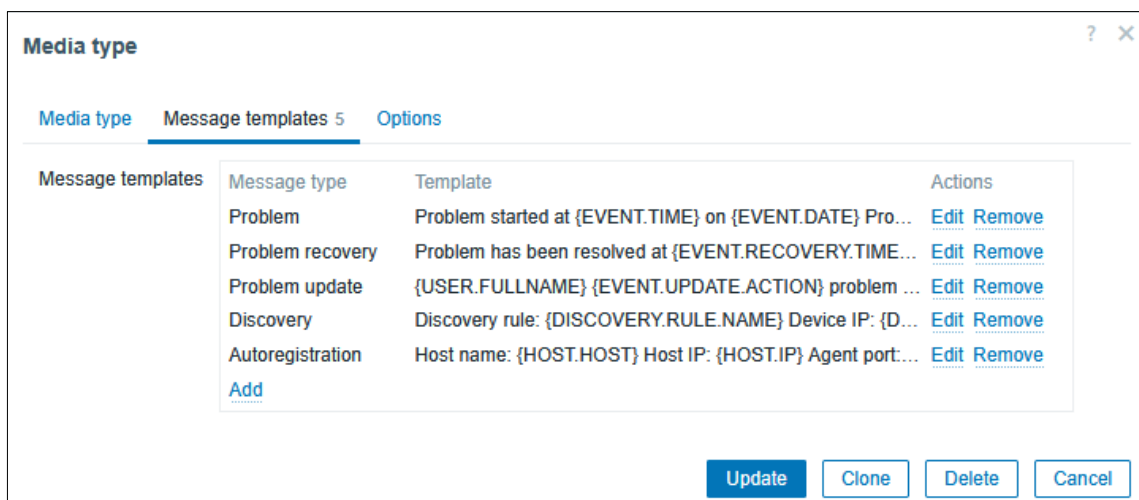 Media type
? ×
Media type Message templates 5 Options
Message templates Message type Template Actions
Problem Problem started at {EVENT.TIME} on {EVENT.DATE} Pro... Edit Remove
Problem recovery Problem has been resolved at {EVENT.RECOVERY.TIME... Edit Remove
Problem update {USER.FULLNAME} {EVENT.UPDATE.ACTION} problem ... Edit Remove
Discovery Discovery rule: {DISCOVERY.RULE.NAME} Device IP: {D... Edit Remove
Autoregistration Host name: {HOST.HOST} Host IP: {HOST.IP} Agent port:... Edit Remove
Add
Update Clone Delete Cancel